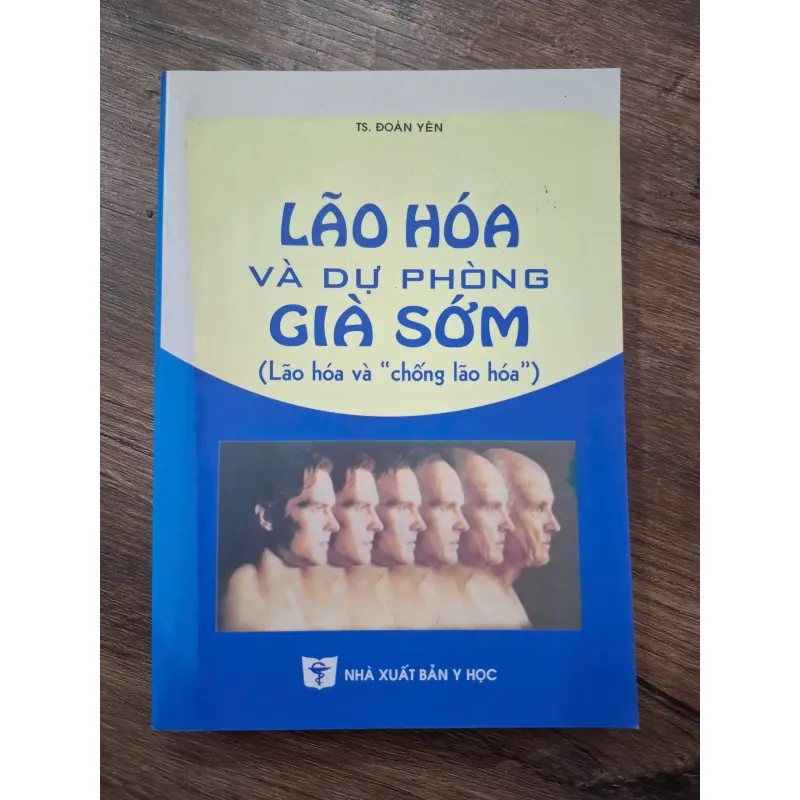 TS. ĐOÀN YÊN
LÃO HÓA
VÀ DỰ PHÒNG
GIÀ SỚM
(Lão hóa và “chống lão hóa”)
NHÀ XUẤT BẢN Y HỌC